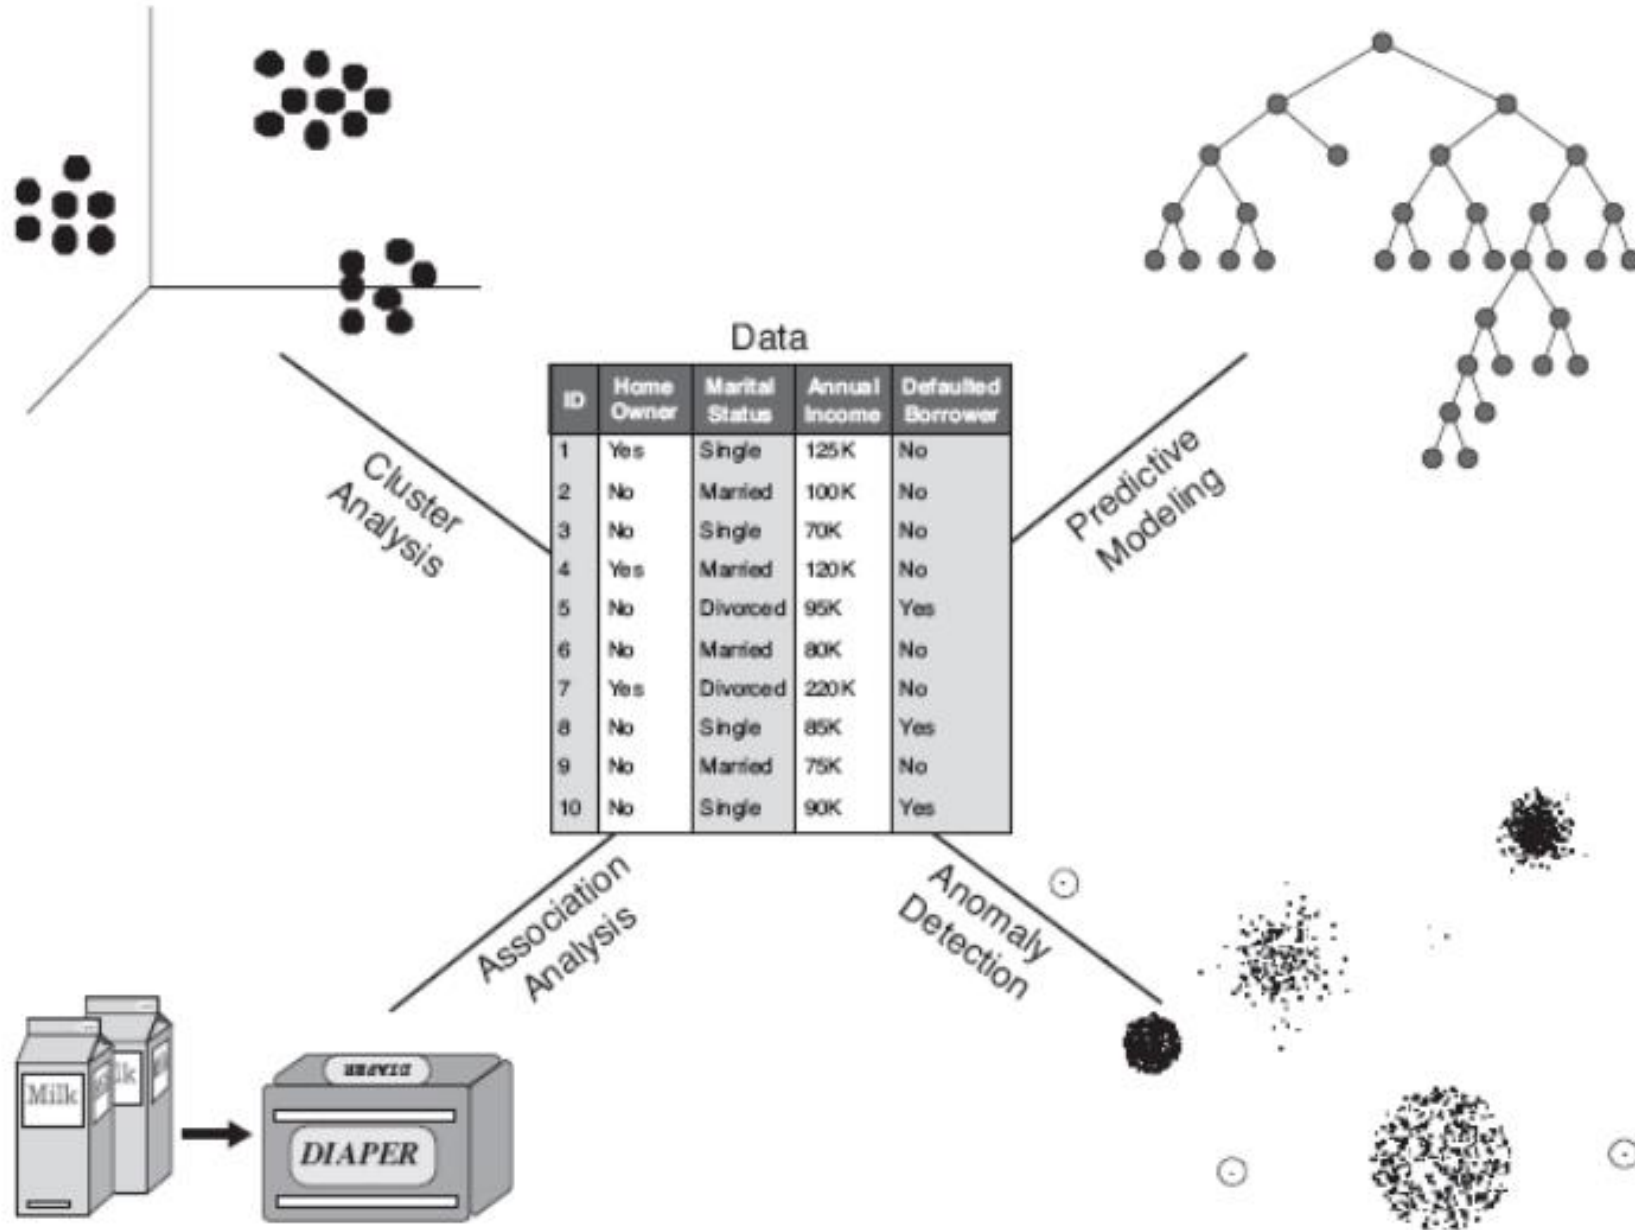 Data
ID Home Owner Marital Status Annual Income Defaulted Borrower
1 Yes Single 125K No
2 No Married 100K No
3 No Single 70K No
4 Yes Married 120K No
5 No Divorced 95K Yes
6 No Married 80K No
7 Yes Divorced 220K No
8 No Single 85K Yes
9 No Married 75K No
10 No Single 90K Yes
Cluster
Analysis
Predictive
Modeling
Association
Analysis
Anomaly
Detection
Milk
lk
DIAPER
DIAPER